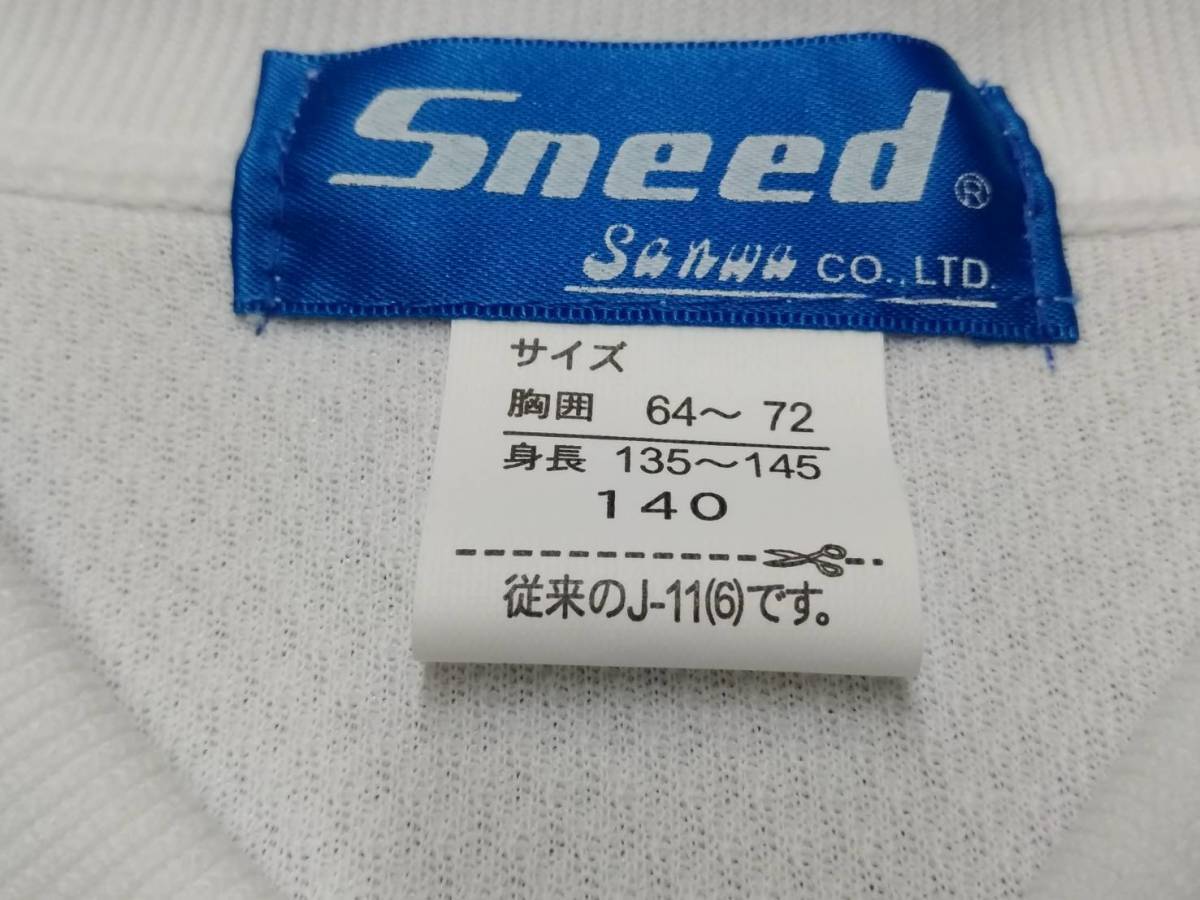 Sneed ®
Sanwa CO.,LTD.
サイズ
胸囲 64～72
身長 135～145
140
従来のJ-11(6)です。